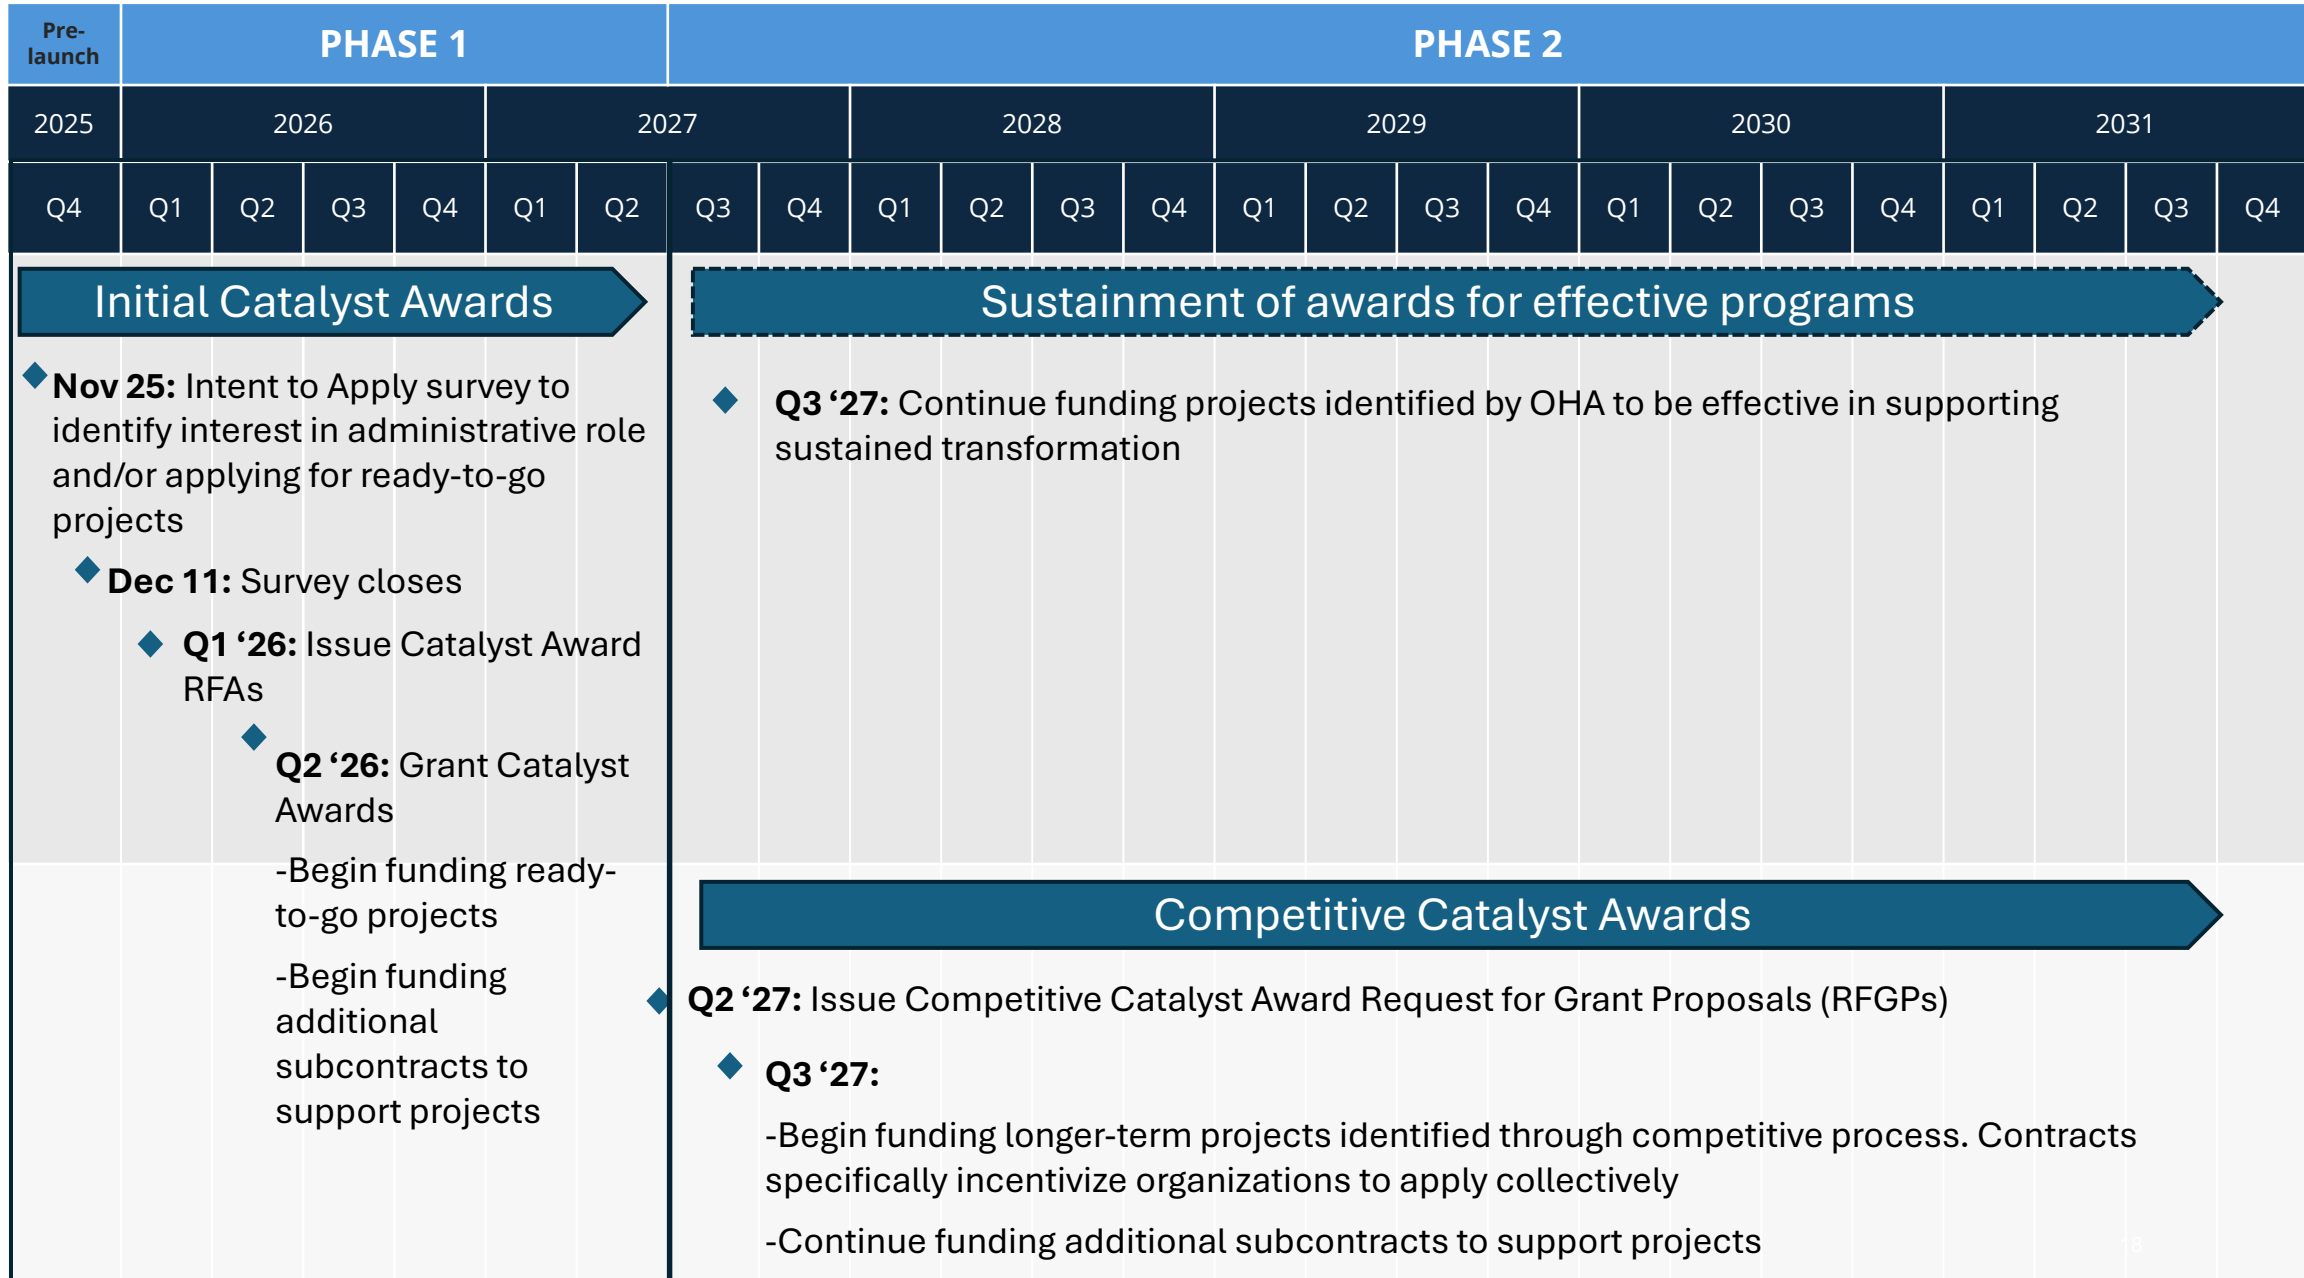 Pre-
launch
PHASE 1
PHASE 2
2025
2026
2027
2028
2029
2030
2031
Q4
Q1
Q2
Q3
Q4
Q1
Q2
Q3
Q4
Q1
Q2
Q3
Q4
Q1
Q2
Q3
Q4
Q1
Q2
Q3
Q4
Q1
Q2
Q3
Q4
Initial Catalyst Awards
Nov 25: Intent to Apply survey to
identify interest in administrative role
and/or applying for ready-to-go
projects
Dec 11: Survey closes
Q1 ‘26: Issue Catalyst Award
RFAs
Q2 ‘26: Grant Catalyst
Awards
-Begin funding ready-
to-go projects
-Begin funding
additional
subcontracts to
support projects
Sustainment of awards for effective programs
Q3 ‘27: Continue funding projects identified by OHA to be effective in supporting
sustained transformation
Competitive Catalyst Awards
Q2 ‘27: Issue Competitive Catalyst Award Request for Grant Proposals (RFGPs)
Q3 ‘27:
-Begin funding longer-term projects identified through competitive process. Contracts
specifically incentivize organizations to apply collectively
-Continue funding additional subcontracts to support projects
18